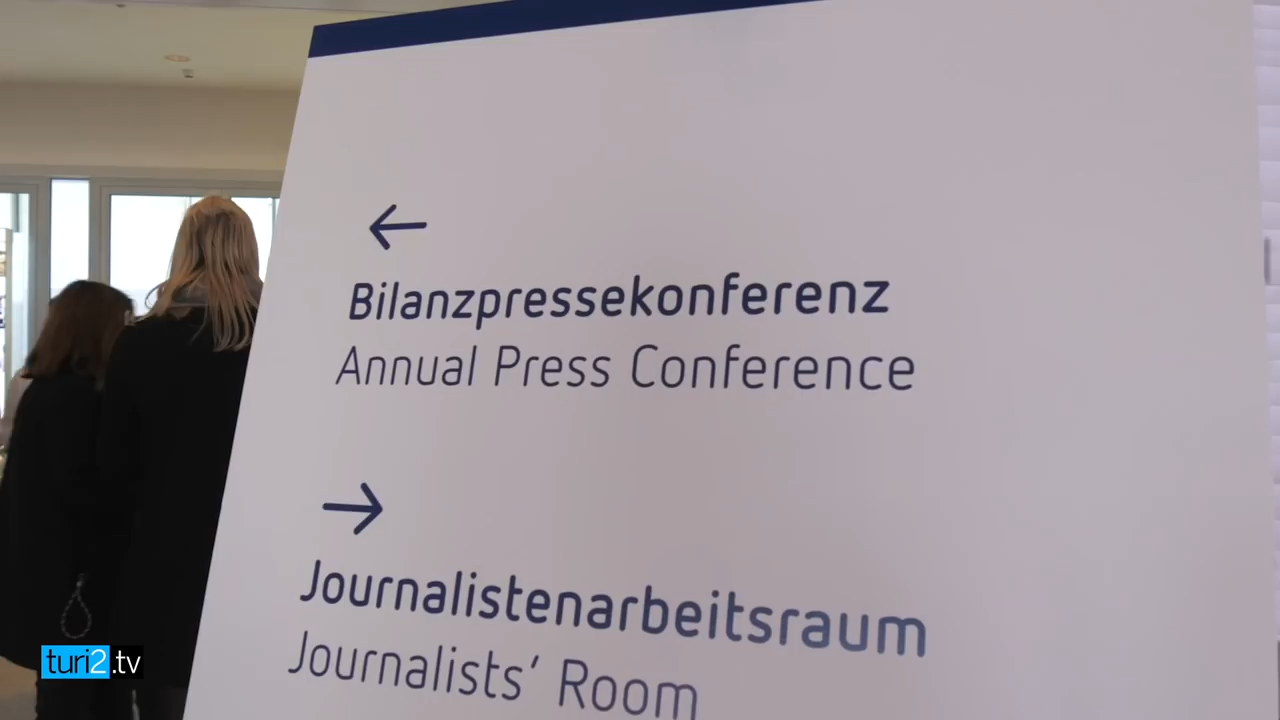 ←
Bilanzpressekonferenz
Annual Press Conference
→
Journalistenarbeitsraum
Journalists’ Room
turi2.tv